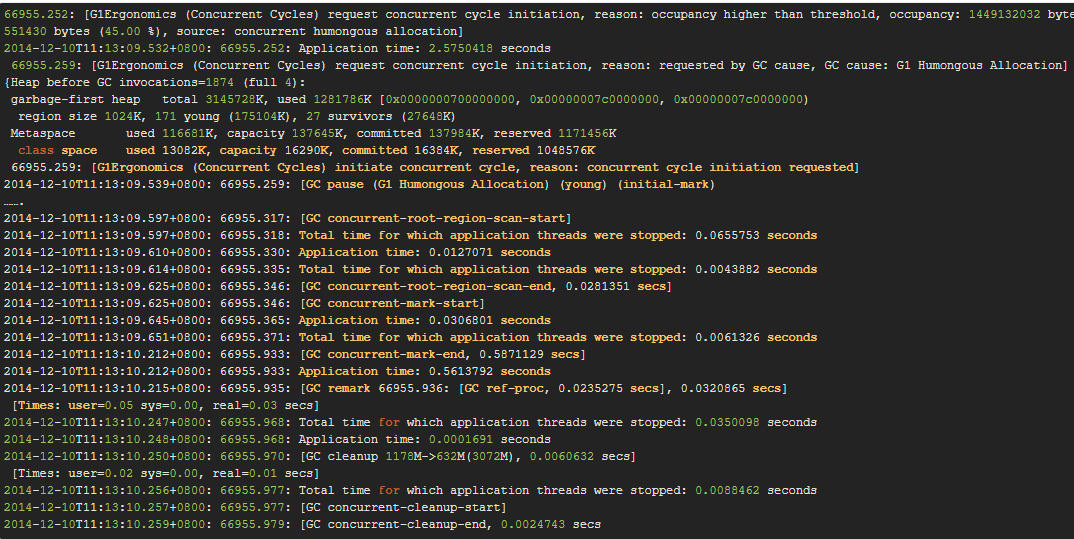 66955.252: [G1Ergonomics (Concurrent Cycles) request concurrent cycle initiation, reason: occupancy higher than threshold, occupancy: 1449132032 byte
551430 bytes (45.00 %), source: concurrent humongous allocation]
2014-12-10T11:13:09.532+0800: 66955.252: Application time: 2.5750418 seconds
66955.259: [G1Ergonomics (Concurrent Cycles) request concurrent cycle initiation, reason: requested by GC cause, GC cause: G1 Humongous Allocation]
{Heap before GC invocations=1874 (full 4):
garbage-first heap   total 3145728K, used 1281786K [0x0000000700000000, 0x00000007c0000000, 0x00000007c0000000)
region size 1024K, 171 young (175104K), 27 survivors (27648K)
Metaspace       used 116681K, capacity 137645K, committed 137984K, reserved 1171456K
class space    used 13082K, capacity 16290K, committed 16384K, reserved 1048576K
66955.259: [G1Ergonomics (Concurrent Cycles) initiate concurrent cycle, reason: concurrent cycle initiation requested]
2014-12-10T11:13:09.539+0800: 66955.259: [GC pause (G1 Humongous Allocation) (young) (initial-mark)
…….
2014-12-10T11:13:09.597+0800: 66955.317: [GC concurrent-root-region-scan-start]
2014-12-10T11:13:09.597+0800: 66955.318: Total time for which application threads were stopped: 0.0655753 seconds
2014-12-10T11:13:09.610+0800: 66955.330: Application time: 0.0127071 seconds
2014-12-10T11:13:09.614+0800: 66955.335: Total time for which application threads were stopped: 0.0043882 seconds
2014-12-10T11:13:09.625+0800: 66955.346: [GC concurrent-root-region-scan-end, 0.0281351 secs]
2014-12-10T11:13:09.625+0800: 66955.346: [GC concurrent-mark-start]
2014-12-10T11:13:09.645+0800: 66955.365: Application time: 0.0306801 seconds
2014-12-10T11:13:09.651+0800: 66955.371: Total time for which application threads were stopped: 0.0061326 seconds
2014-12-10T11:13:10.212+0800: 66955.933: [GC concurrent-mark-end, 0.5871129 secs]
2014-12-10T11:13:10.212+0800: 66955.933: Application time: 0.5613792 seconds
2014-12-10T11:13:10.215+0800: 66955.935: [GC remark 66955.936: [GC ref-proc, 0.0235275 secs], 0.0320865 secs]
[Times: user=0.05 sys=0.00, real=0.03 secs]
2014-12-10T11:13:10.247+0800: 66955.968: Total time for which application threads were stopped: 0.0350098 seconds
2014-12-10T11:13:10.248+0800: 66955.968: Application time: 0.0001691 seconds
2014-12-10T11:13:10.250+0800: 66955.970: [GC cleanup 1178M->632M(3072M), 0.0060632 secs]
[Times: user=0.02 sys=0.00, real=0.01 secs]
2014-12-10T11:13:10.256+0800: 66955.977: Total time for which application threads were stopped: 0.0088462 seconds
2014-12-10T11:13:10.257+0800: 66955.977: [GC concurrent-cleanup-start]
2014-12-10T11:13:10.259+0800: 66955.979: [GC concurrent-cleanup-end, 0.0024743 secs